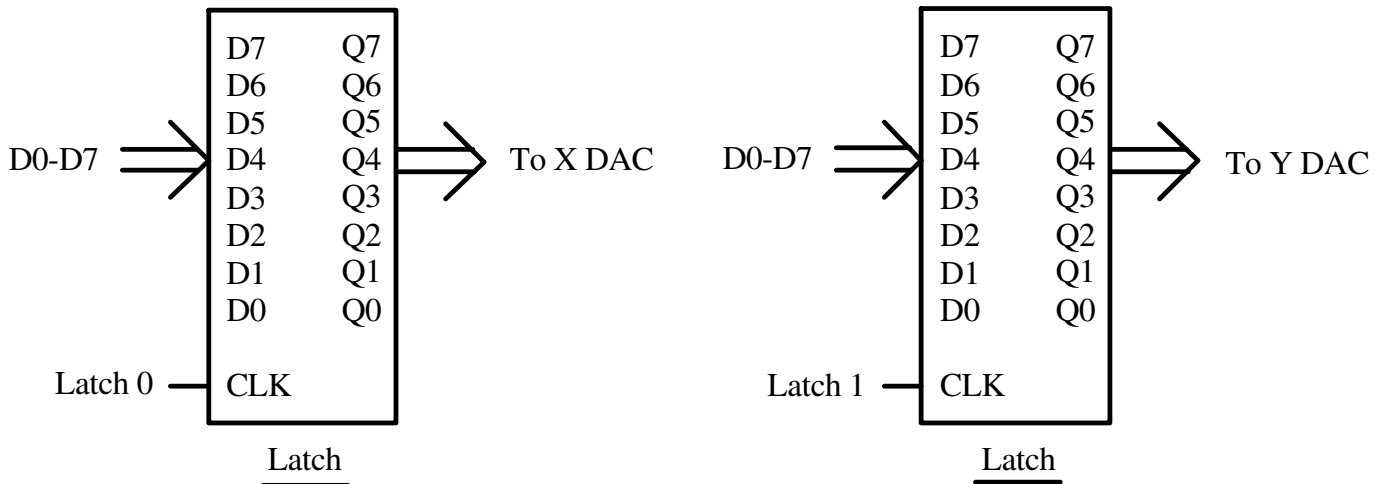 D7 Q7 D7 Q7
D6 Q6 D6 Q6
D5 Q5 D5 Q5
D0-D7 D4 Q4 To X DAC D0-D7 D4 Q4 To Y DAC
D3 Q3 D3 Q3
D2 Q2 D2 Q2
D1 Q1 D1 Q1
D0 Q0 D0 Q0
Latch 0 CLK Latch 1 CLK
Latch Latch